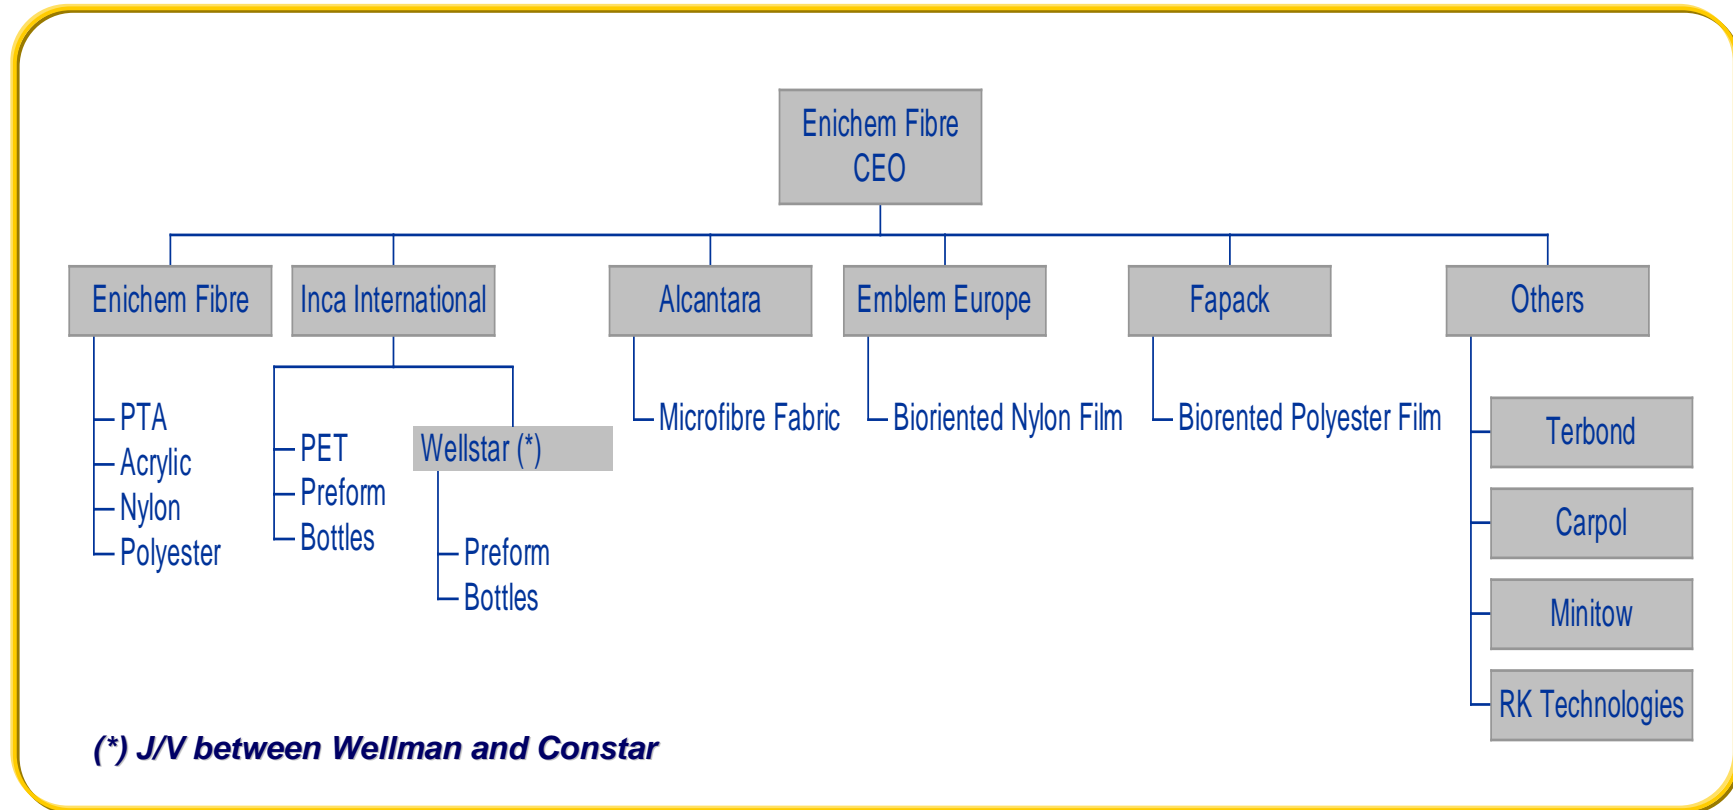 Enichem Fibre
CEO
Enichem Fibre
Inca International
Alcantara
Emblem Europe
Fapack
Others
PTA
Acrylic
Nylon
Polyester
PET
Preform
Bottles
Wellstar (*)
Preform
Bottles
Microfibre Fabric
Bioriented Nylon Film
Biorented Polyester Film
Terbond
Carpol
Minitow
RK Technologies
(*) J/V between Wellman and Constar